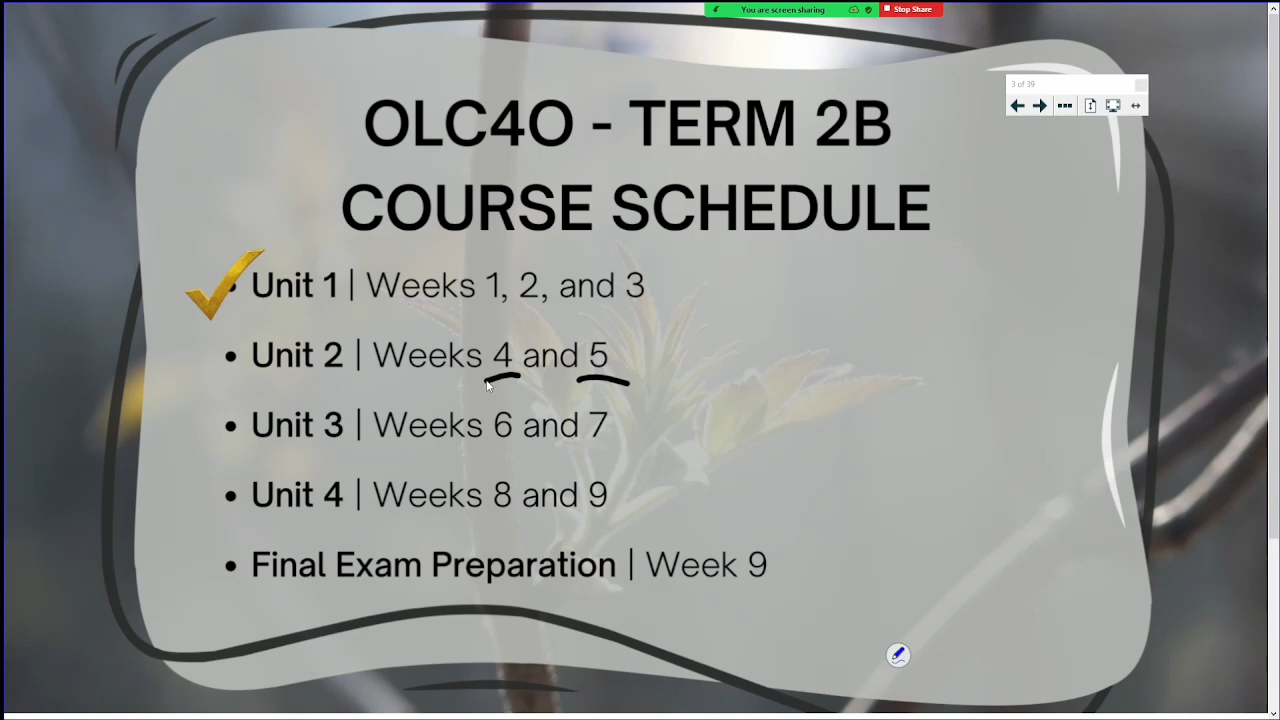 You are screen sharing
Stop Share
3 of 39
OLC4O - TERM 2B
COURSE SCHEDULE
• Unit 1 | Weeks 1, 2, and 3
• Unit 2 | Weeks 4 and 5
• Unit 3 | Weeks 6 and 7
• Unit 4 | Weeks 8 and 9
• Final Exam Preparation | Week 9